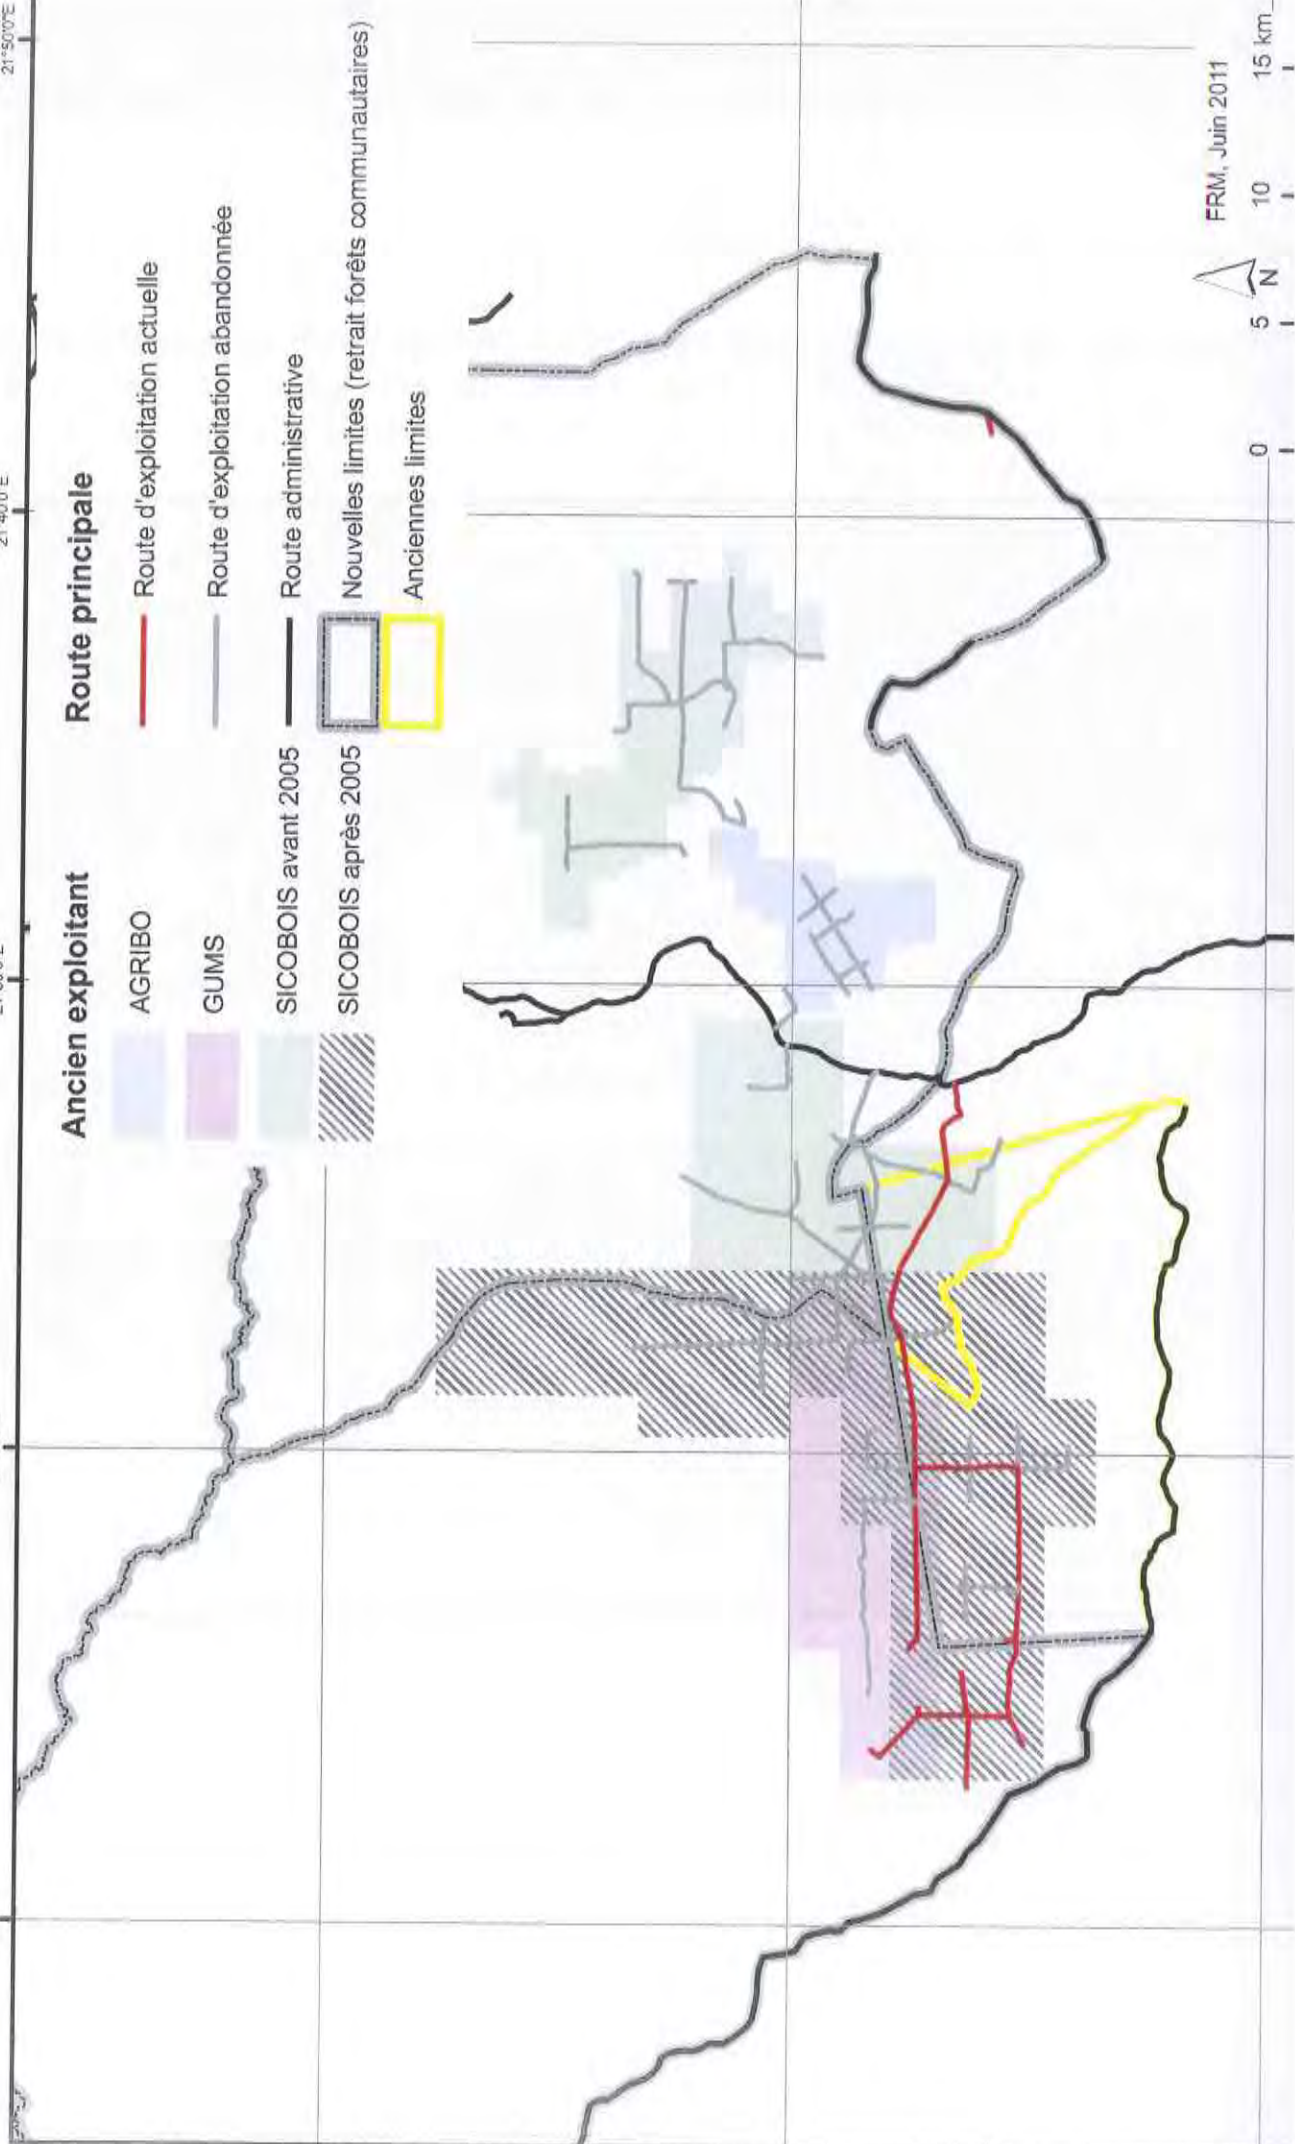 21°50'0"E
Ancien exploitant
AGRIBO
GUMS
SICOBOIS avant 2005
SICOBOIS après 2005
Route principale
Route d'exploitation actuelle
Route d'exploitation abandonnée
Route administrative
Nouvelles limites (retrait forêts communautaires)
Anciennes limites
FRM, Juin 2011
N
0 5 10 15 km